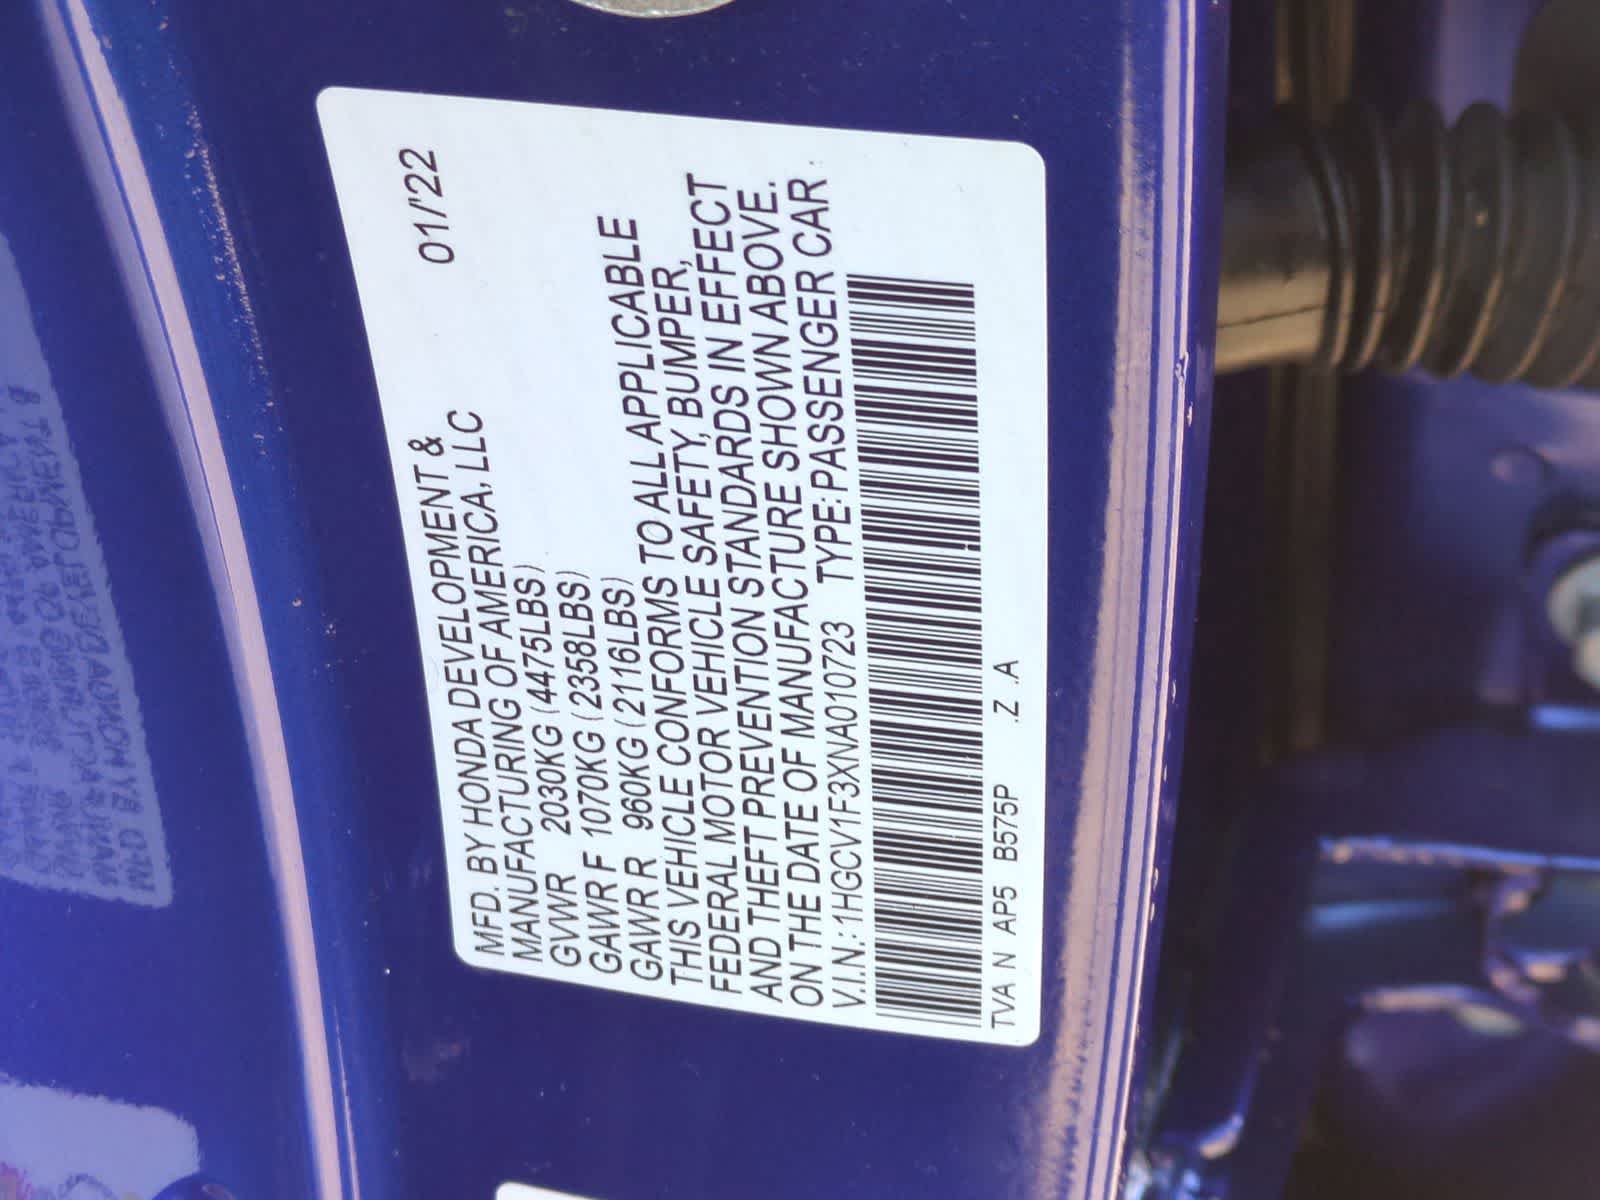 MFD. BY HONDA DEVELOPMENT & 01/'22
MANUFACTURING OF AMERICA, LLC
GVWR 2030KG (4475LBS)
GAWR F 1070KG (2358LBS)
GAWR R 960KG (2116LBS)
THIS VEHICLE CONFORMS TO ALL APPLICABLE
FEDERAL MOTOR VEHICLE SAFETY, BUMPER,
AND THEFT PREVENTION STANDARDS IN EFFECT
ON THE DATE OF MANUFACTURE SHOWN ABOVE.
V.I.N.: 1HGCV1F3XNA010723 TYPE: PASSENGER CAR
TVA N AP5 B575P .Z .A